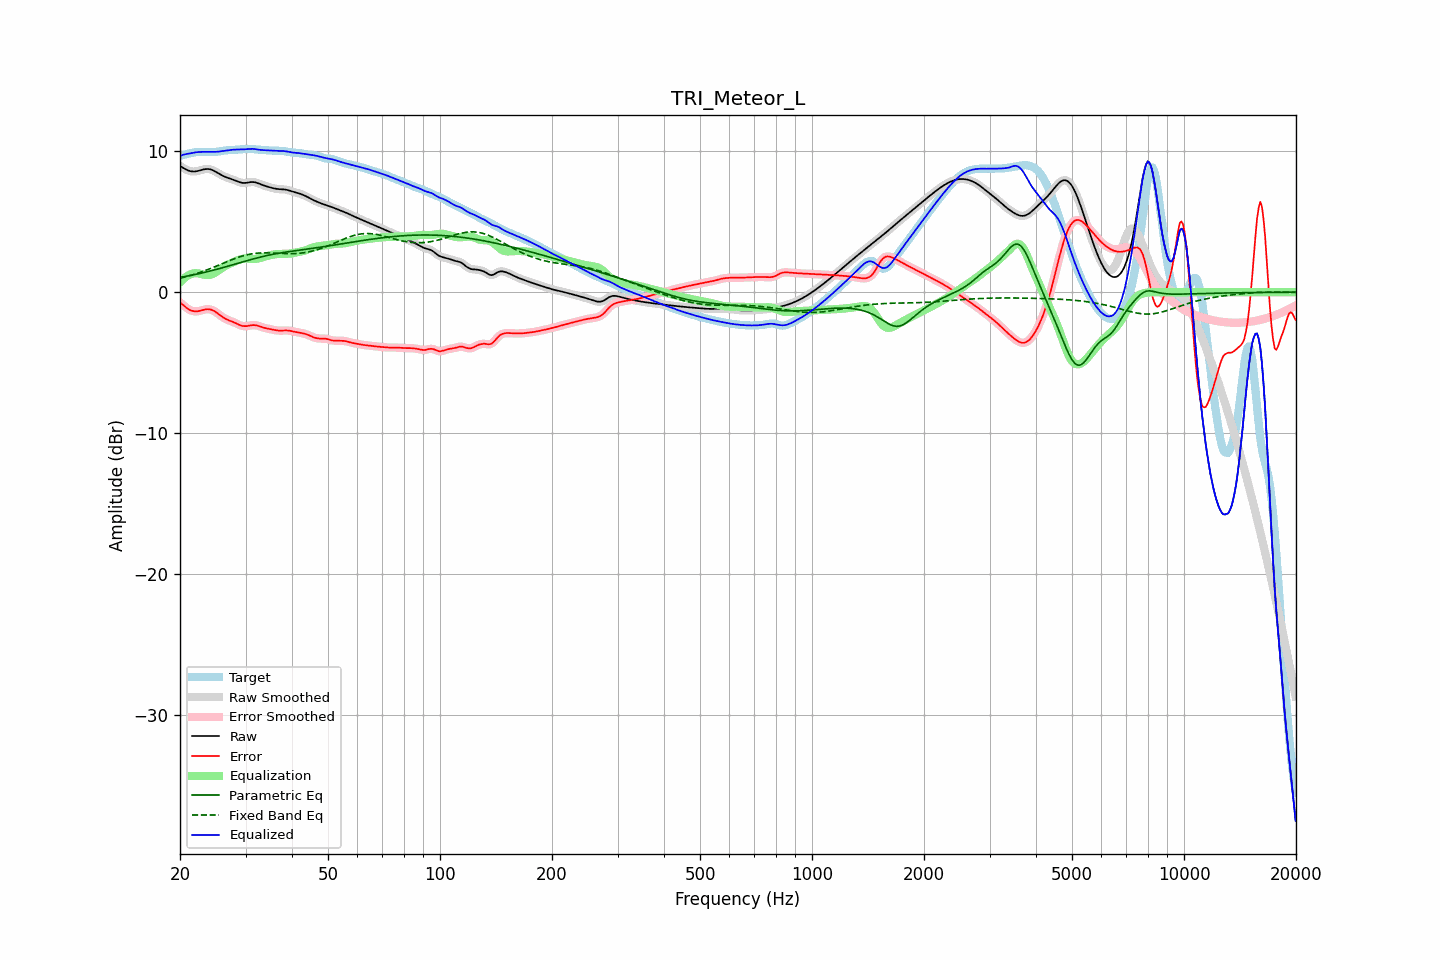 TRI_Meteor_L
10
0
−10
−20
−30
Amplitude (dBr)
Target
Raw Smoothed
Error Smoothed
Raw
Error
Equalization
Parametric Eq
Fixed Band Eq
Equalized
20 50 100 200 500 1000 2000 5000 10000 20000
Frequency (Hz)